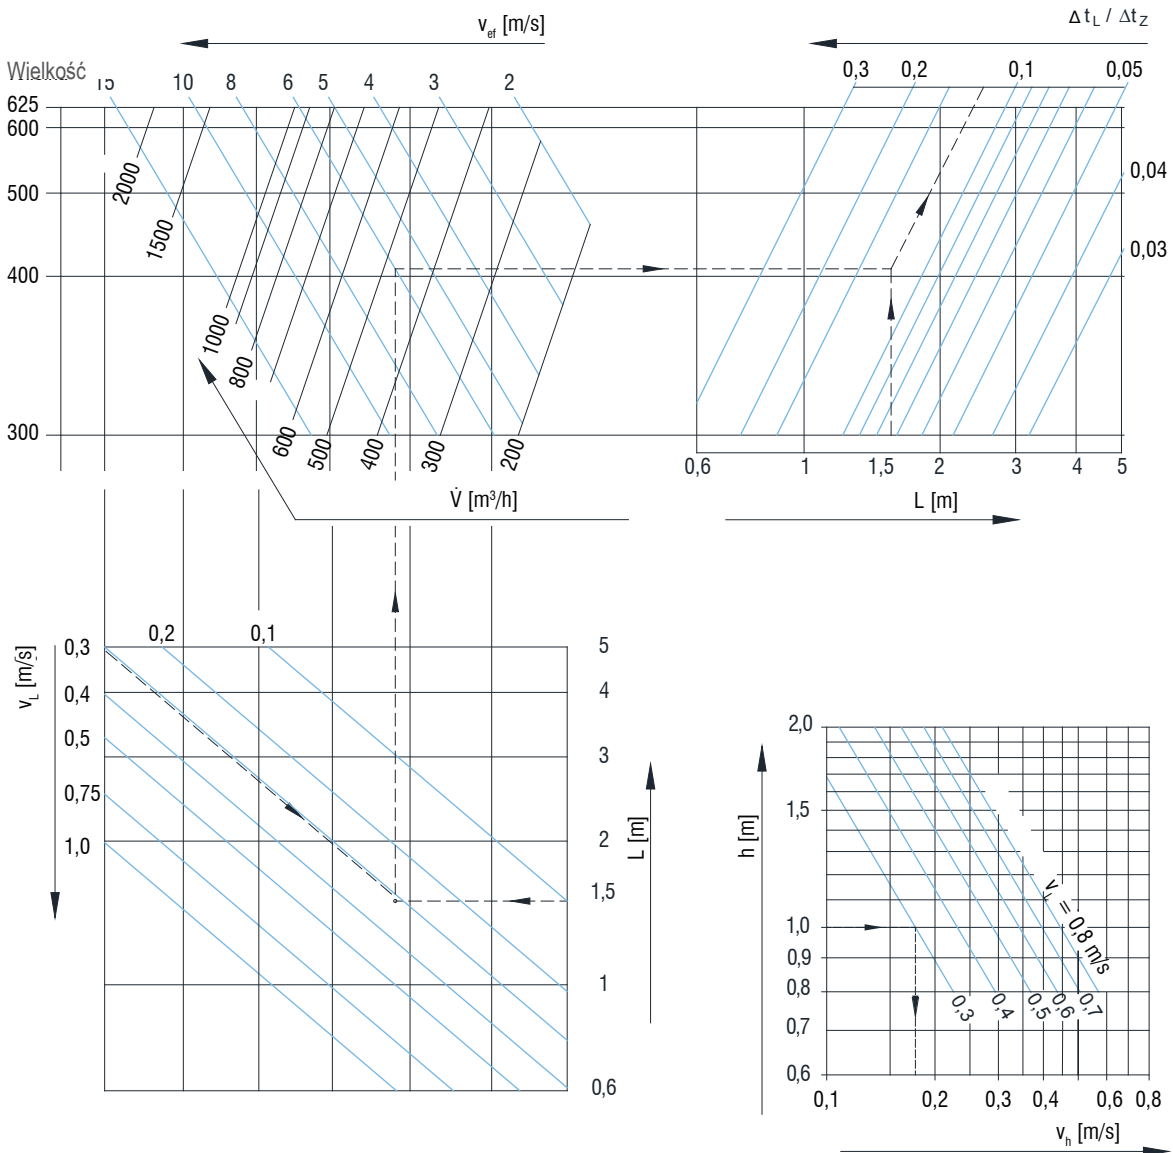 v_ef [m/s]
Δ t_L / Δt_Z
Wielkość
15 10 8 6 5 4 3 2
0,3 0,2 0,1 0,05
625
600
500
400
300
2000
1500
1000
800
600
500
400
300
200
0,04
0,03
0,6 1 1,5 2 3 4 5
V̇ [m³/h]
L [m]
v_L [m/s]
0,3 0,2 0,1
0,4
0,5
0,75
1,0
5
4
3
2
1,5
1
0,6
L [m]
h [m]
2,0
1,5
1,0
0,9
0,8
0,7
0,6
v_L = 0,8 m/s
0,3 0,4 0,5 0,6 0,7
0,1 0,2 0,3 0,4 0,6 0,8
v_h [m/s]